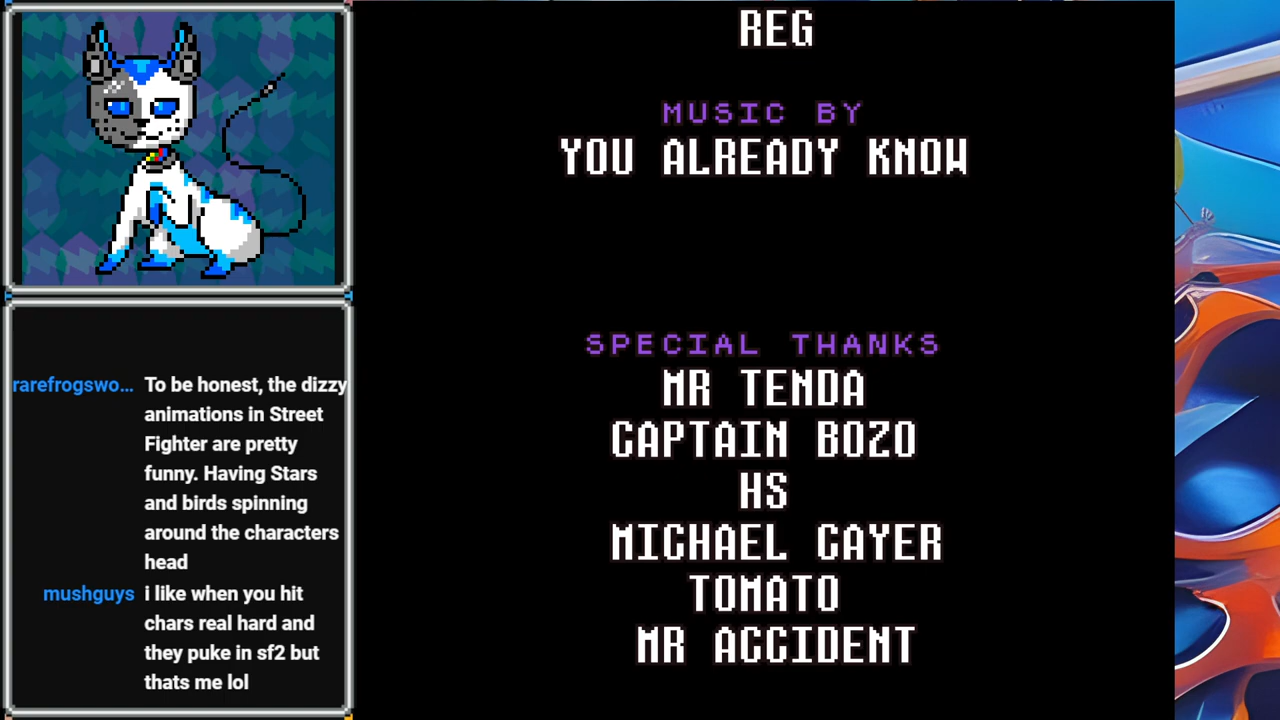 REG
MUSIC BY
YOU ALREADY KNOW
SPECIAL THANKS
MR TENDA
CAPTAIN BOZO
HS
MICHAEL CAYER
TOMATO
MR ACCIDENT
rarefrogswo... To be honest, the dizzy
animations in Street
Fighter are pretty
funny. Having Stars
and birds spinning
around the characters
head
mushguys i like when you hit
chars real hard and
they puke in sf2 but
thats me lol